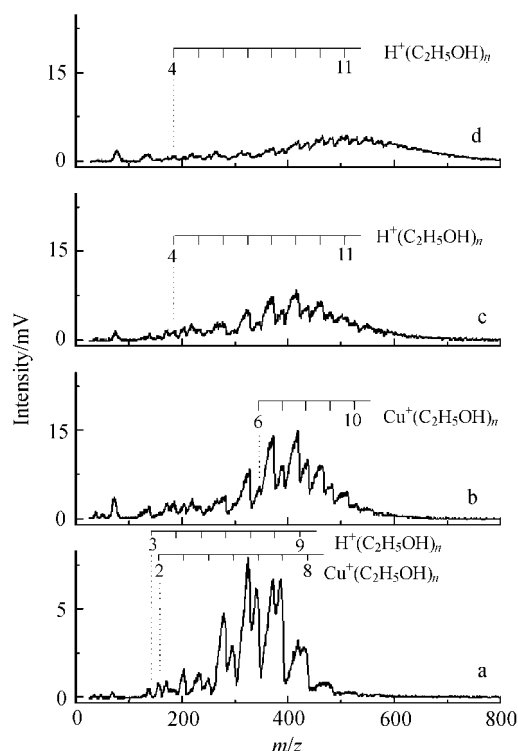 15
H⁺(C₂H₅OH)ₙ
4 11
d
0
15
H⁺(C₂H₅OH)ₙ
4 11
c
0
Intensity/mV
15
Cu⁺(C₂H₅OH)ₙ
6 10
b
0
3 9
H⁺(C₂H₅OH)ₙ
2 8
Cu⁺(C₂H₅OH)ₙ
5
a
0
0 200 400 600 800
m/z